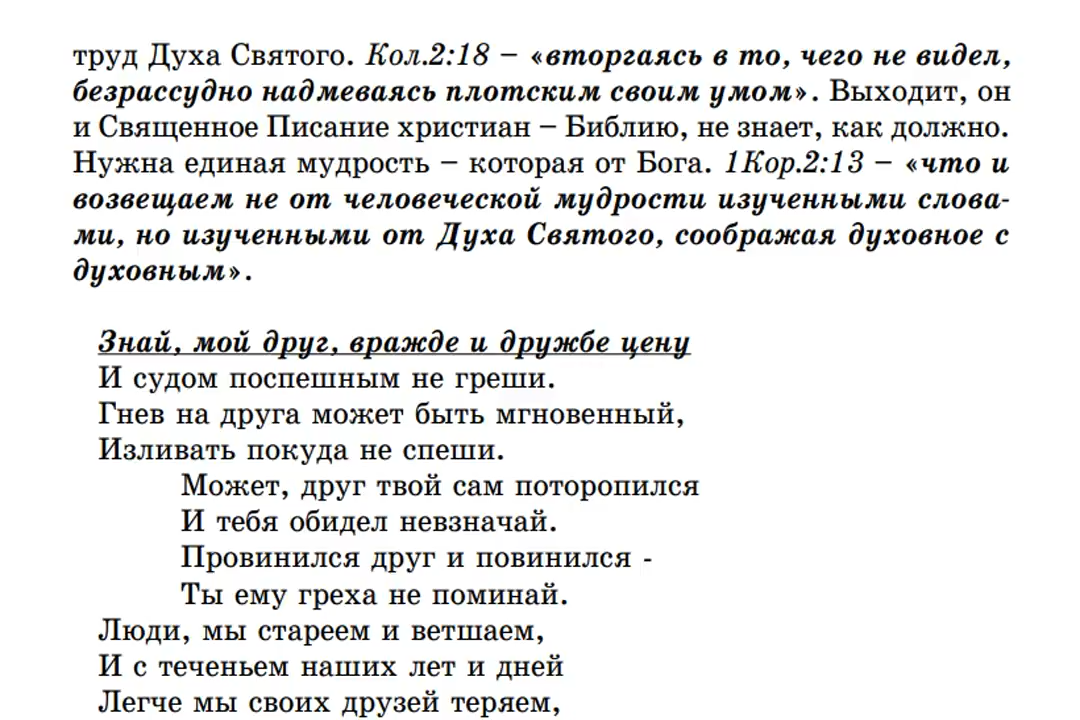 труд Духа Святого. Кол.2:18 – «вторгаясь в то, чего не видел,
безрассудно надмеваясь плотским своим умом». Выходит, он
и Священное Писание христиан – Библию, не знает, как должно.
Нужна единая мудрость – которая от Бога. 1Кор.2:13 – «что и
возвещаем не от человеческой мудрости изученными слова-
ми, но изученными от Духа Святого, соображая духовное с
духовным».
Знай, мой друг, вражде и дружбе цену
И судом поспешным не греши.
Гнев на друга может быть мгновенный,
Изливать покуда не спеши.
Может, друг твой сам поторопился
И тебя обидел невзначай.
Провинился друг и повинился -
Ты ему греха не поминай.
Люди, мы стареем и ветшаем,
И с теченьем наших лет и дней
Легче мы своих друзей теряем,